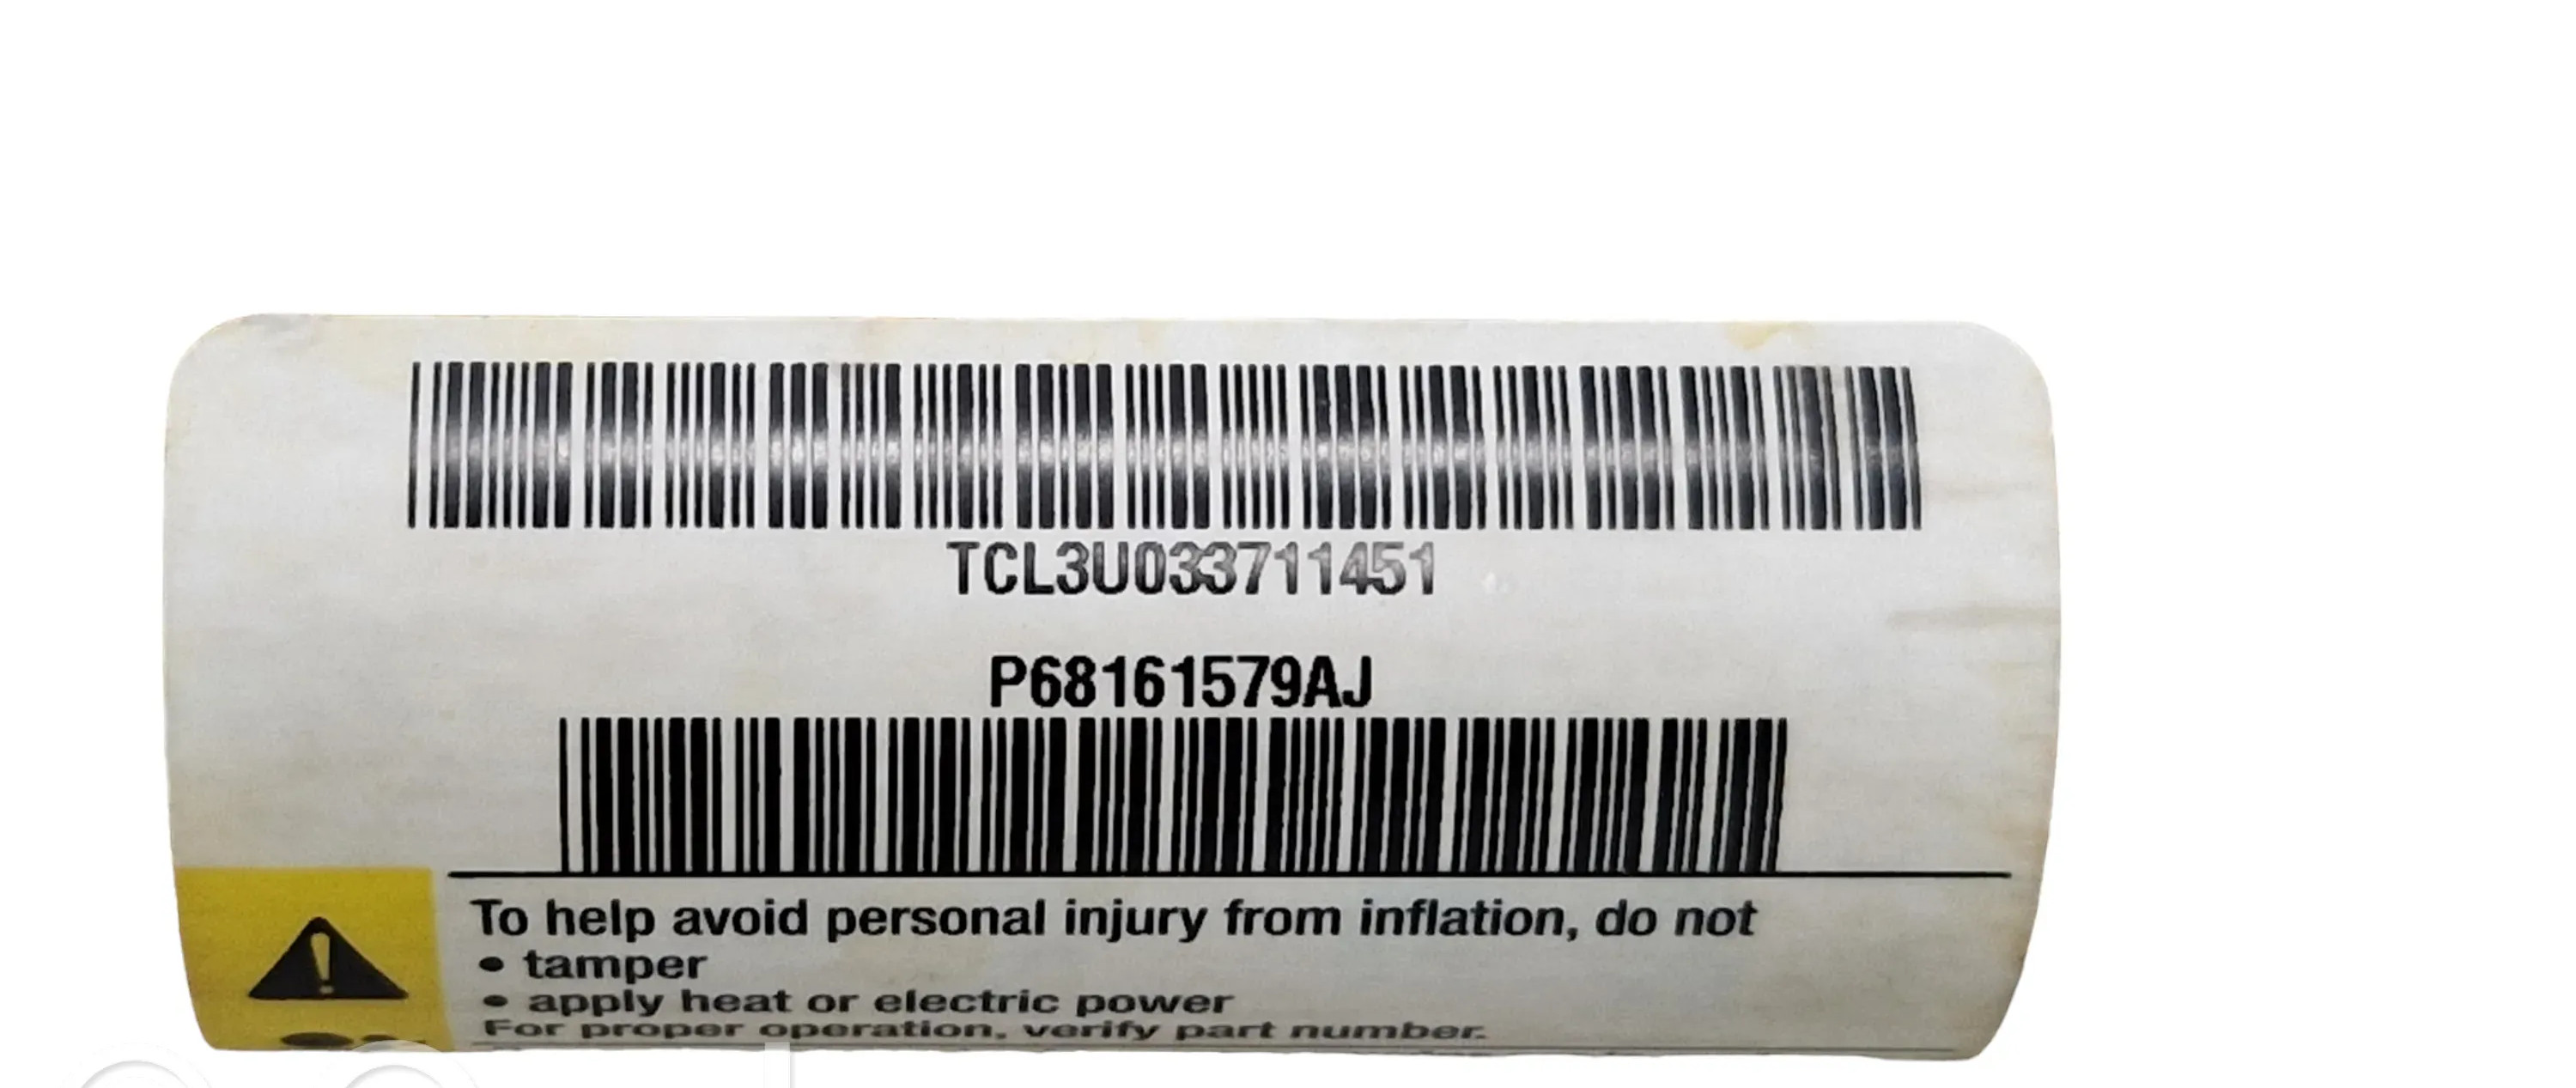 TCL3U033711451
P68161579AJ
To help avoid personal injury from inflation, do not
• tamper
• apply heat or electric power
For proper operation, verify part number.